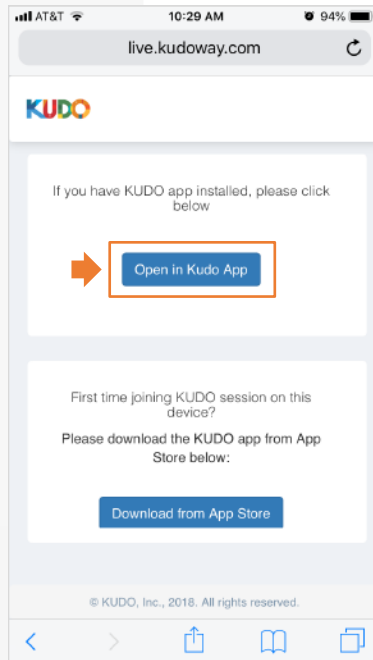 AT&T 10:29 AM 94%
live.kudoway.com
KUDO
If you have KUDO app installed, please click
below
Open in Kudo App
First time joining KUDO session on this
device?
Please download the KUDO app from App
Store below:
Download from App Store
© KUDO, Inc., 2018. All rights reserved.